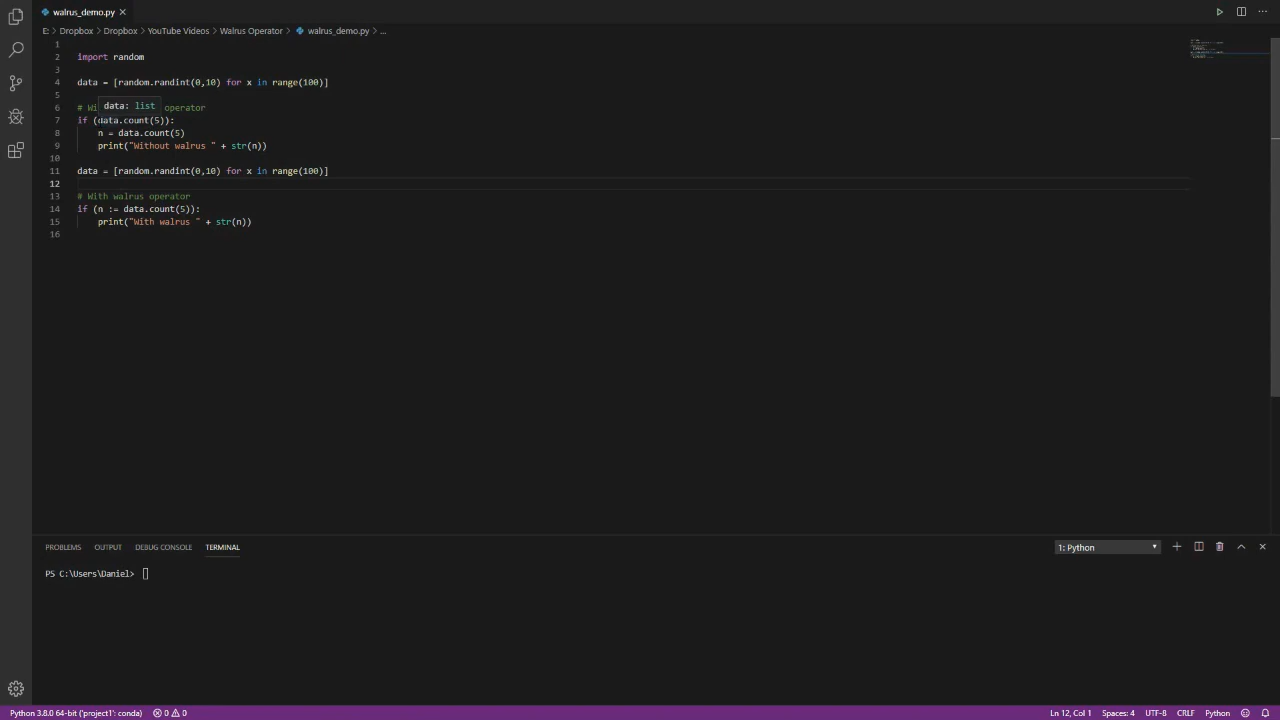 walrus_demo.py
E: > Dropbox > Dropbox > YouTube Videos > Walrus Operator > walrus_demo.py > ...
1
2 import random
3
4 data = [random.randint(0,10) for x in range(100)]
5
data: list
6 # Wi operator
7 if (data.count(5)):
8 n = data.count(5)
9 print("Without walrus " + str(n))
10
11 data = [random.randint(0,10) for x in range(100)]
12
13 # With walrus operator
14 if (n := data.count(5)):
15 print("With walrus " + str(n))
16
PROBLEMS OUTPUT DEBUG CONSOLE TERMINAL 1: Python
PS C:\Users\Daniel>
Python 3.8.0 64-bit ('project1': conda) 0 0 Ln 12, Col 1 Spaces: 4 UTF-8 CRLF Python